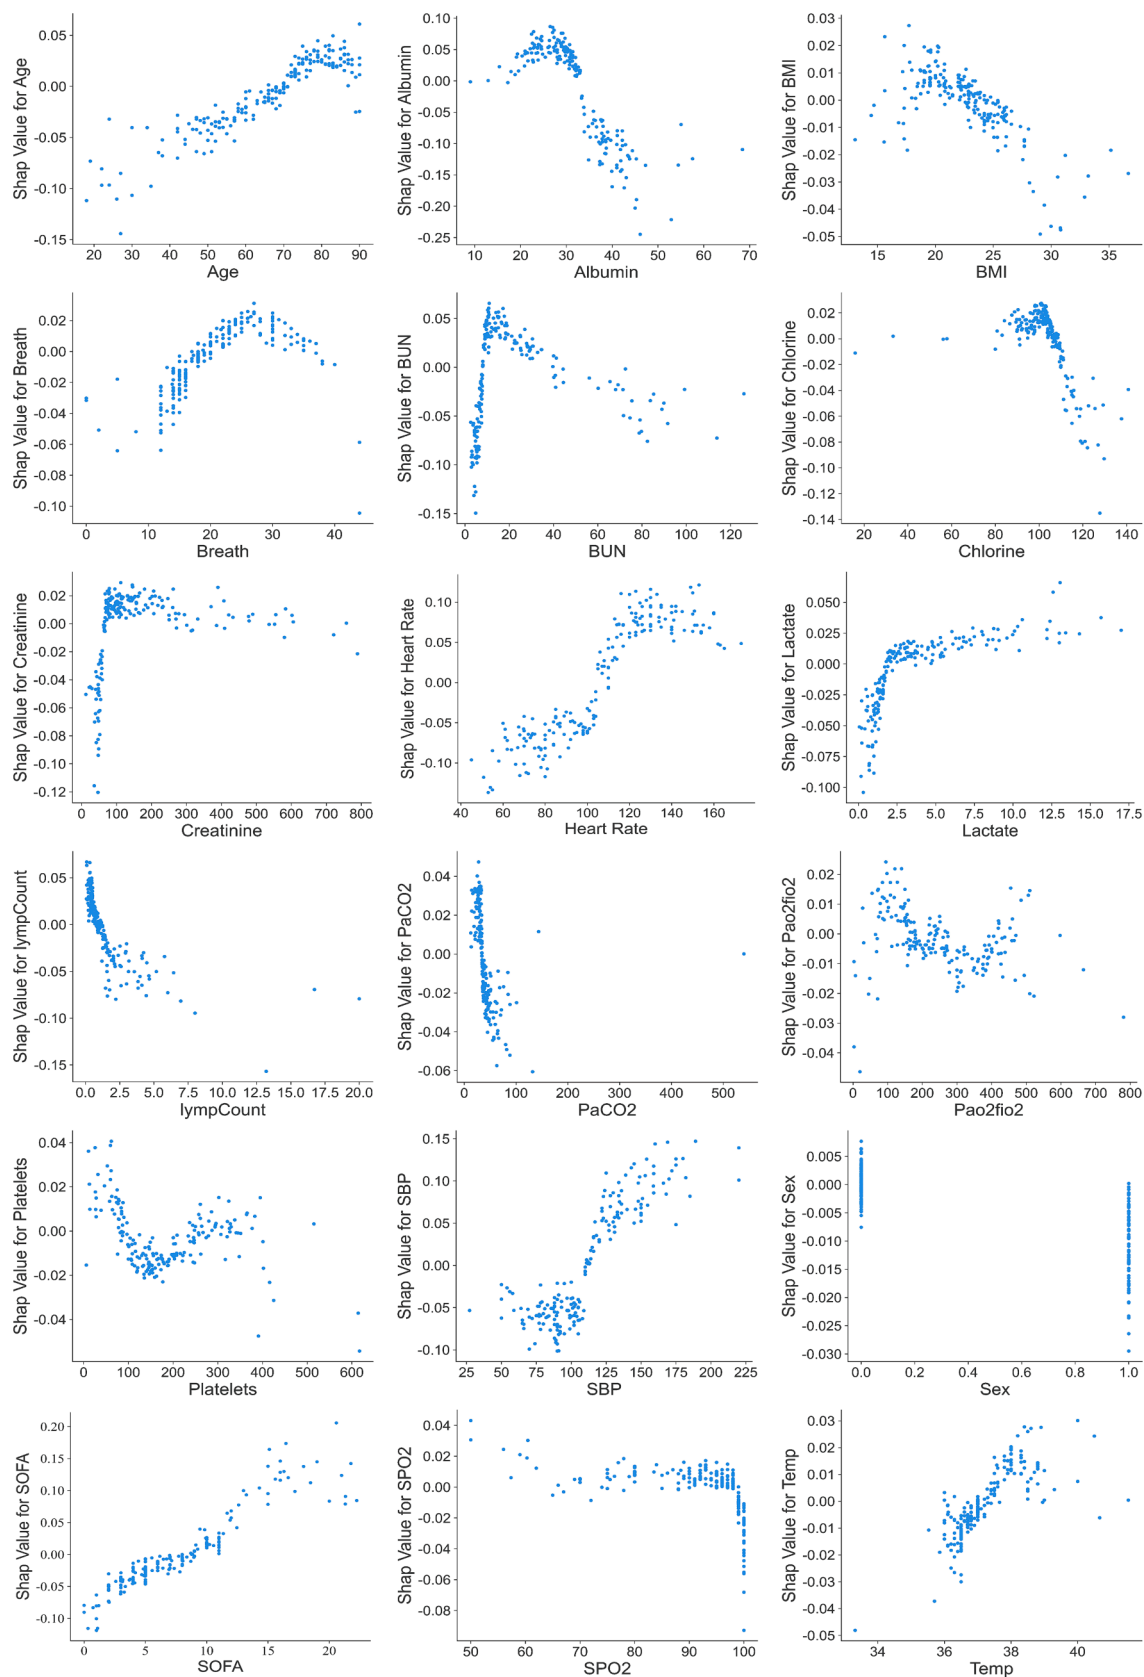 Shap Value for Age
0.05
0.00
-0.05
-0.10
-0.15
20 30 40 50 60 70 80 90
Age
Shap Value for Albumin
0.10
0.05
0.00
-0.05
-0.10
-0.15
-0.20
-0.25
10 20 30 40 50 60 70
Albumin
Shap Value for BMI
0.03
0.02
0.01
0.00
-0.01
-0.02
-0.03
-0.04
-0.05
15 20 25 30 35
BMI
Shap Value for Breath
0.02
0.00
-0.02
-0.04
-0.06
-0.08
-0.10
0 10 20 30 40
Breath
Shap Value for BUN
0.05
0.00
-0.05
-0.10
-0.15
0 20 40 60 80 100 120
BUN
Shap Value for Chlorine
0.02
0.00
-0.02
-0.04
-0.06
-0.08
-0.10
-0.12
-0.14
20 40 60 80 100 120 140
Chlorine
Shap Value for Creatinine
0.02
0.00
-0.02
-0.04
-0.06
-0.08
-0.10
-0.12
0 100 200 300 400 500 600 700 800
Creatinine
Shap Value for Heart Rate
0.10
0.05
0.00
-0.05
-0.10
40 60 80 100 120 140 160
Heart Rate
Shap Value for Lactate
0.050
0.025
0.000
-0.025
-0.050
-0.075
-0.100
0.0 2.5 5.0 7.5 10.0 12.5 15.0 17.5
Lactate
Shap Value for lympCount
0.05
0.00
-0.05
-0.10
-0.15
0.0 2.5 5.0 7.5 10.0 12.5 15.0 17.5 20.0
lympCount
Shap Value for PaCO2
0.04
0.02
0.00
-0.02
-0.04
-0.06
0 100 200 300 400 500
PaCO2
Shap Value for Pao2fio2
0.02
0.01
0.00
-0.01
-0.02
-0.03
-0.04
0 100 200 300 400 500 600 700 800
Pao2fio2
Shap Value for Platelets
0.04
0.02
0.00
-0.02
-0.04
0 100 200 300 400 500 600
Platelets
Shap Value for SBP
0.15
0.10
0.05
0.00
-0.05
-0.10
25 50 75 100 125 150 175 200 225
SBP
Shap Value for Sex
0.005
0.000
-0.005
-0.010
-0.015
-0.020
-0.025
-0.030
0.0 0.2 0.4 0.6 0.8 1.0
Sex
Shap Value for SOFA
0.20
0.15
0.10
0.05
0.00
-0.05
-0.10
0 5 10 15 20
SOFA
Shap Value for SPO2
0.04
0.02
0.00
-0.02
-0.04
-0.06
-0.08
50 60 70 80 90 100
SPO2
Shap Value for Temp
0.03
0.02
0.01
0.00
-0.01
-0.02
-0.03
-0.04
-0.05
34 36 38 40
Temp